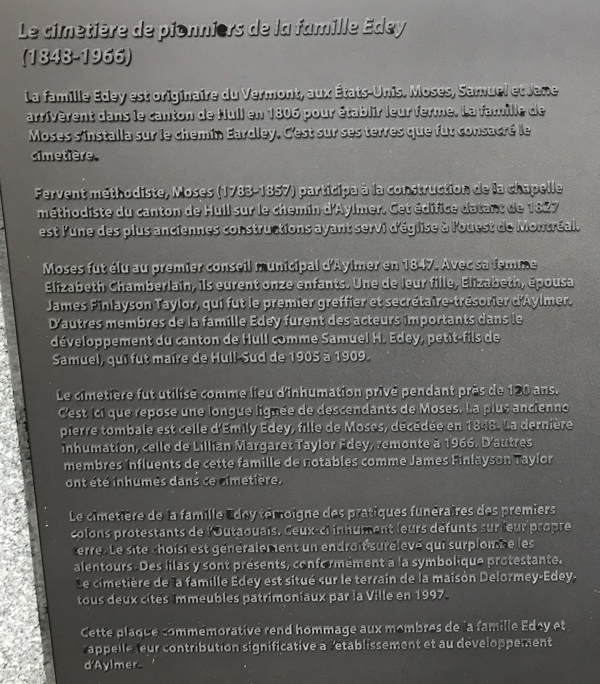 Le cimetière de pionniers de la famille Edey
(1848-1966)
La famille Edey est originaire du Vermont, aux États-Unis. Moses, Samuel et Jane
arrivèrent dans le canton de Hull en 1806 pour établir leur ferme. La famille de
Moses s'installa sur le chemin Eardley. C'est sur ses terres que fut consacré le
cimetière.
Fervent méthodiste, Moses (1783-1857) participa à la construction de la chapelle
méthodiste du canton de Hull sur le chemin d'Aylmer. Cet édifice datant de 1827
est l'une des plus anciennes constructions ayant servi d'église à l'ouest de Montréal.
Moses fut élu au premier conseil municipal d'Aylmer en 1847. Avec sa femme
Elizabeth Chamberlain, ils eurent onze enfants. Une de leur fille, Elizabeth, épousa
James Finlayson Taylor, qui fut le premier greffier et secrétaire-trésorier d'Aylmer.
D'autres membres de la famille Edey furent des acteurs importants dans le
développement du canton de Hull comme Samuel H. Edey, petit-fils de
Samuel, qui fut maire de Hull-Sud de 1905 à 1909.
Le cimetière fut utilisé comme lieu d'inhumation privé pendant près de 120 ans.
C'est ici que repose une longue lignée de descendants de Moses. La plus ancienne
pierre tombale est celle d'Emily Edey, fille de Moses, décédée en 1848. La dernière
inhumation, celle de Lillian Margaret Taylor Edey, remonte à 1966. D'autres
membres influents de cette famille de notables comme James Finlayson Taylor
ont été inhumés dans ce cimetière.
Le cimetière de la famille Edey témoigne des pratiques funéraires des premiers
colons protestants de l'Outaouais. Ceux-ci inhument leurs défunts sur leur propre
terre. Le site choisi est généralement un endroit surélevé qui surplombe les
alentours. Des lilas y sont présents, conformément à la symbolique protestante.
Le cimetière de la famille Edey est situé sur le terrain de la maison Delormey-Edey,
tous deux cités immeubles patrimoniaux par la Ville en 1997.
Cette plaque commémorative rend hommage aux membres de la famille Edey et
rappelle leur contribution significative à l'établissement et au développement
d'Aylmer.